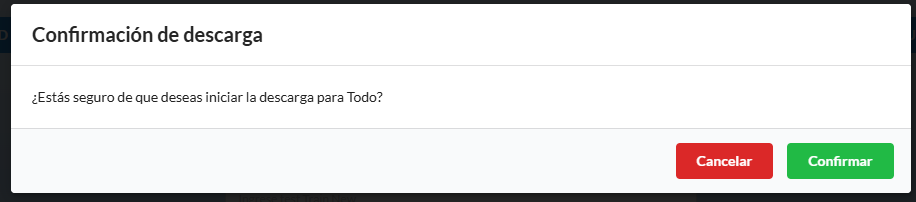 Confirmación de descarga
¿Estás seguro de que deseas iniciar la descarga para Todo?
Cancelar
Confirmar